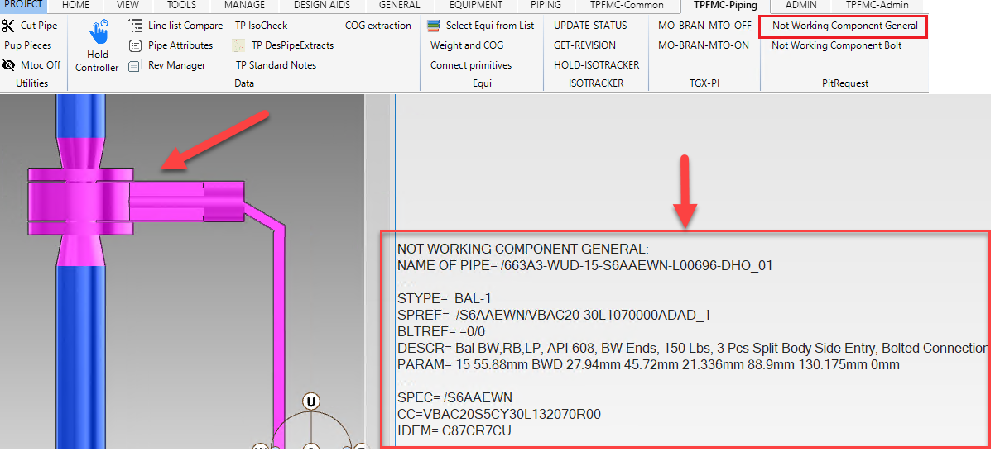 PROJECT HOME VIEW TOOLS MANAGE DESIGN AIDS GENERAL EQUIPMENT PIPING TPFMC-Common TPFMC-Piping ADMIN TPFMC-Admin
Cut Pipe Line list Compare TP IsoCheck COG extraction Select Equi from List UPDATE-STATUS MO-BRAN-MTO-OFF Not Working Component General
Pup Pieces Hold Controller Pipe Attributes TP DesPipeExtracts Weight and COG GET-REVISION MO-BRAN-MTO-ON Not Working Component Bolt
Mtoc Off Rev Manager TP Standard Notes Connect primitives HOLD-ISOTRACKER
Utilities Data Equi ISOTRACKER TGX-PI PitRequest
NOT WORKING COMPONENT GENERAL:
NAME OF PIPE= /663A3-WUD-15-S6AAEWN-L00696-DHO_01
----
STYPE= BAL-1
SPREF= /S6AAEWN/VBAC20-30L1070000ADAD_1
BLTREF= =0/0
DESCR= Bal BW,RB,LP, API 608, BW Ends, 150 Lbs, 3 Pcs Split Body Side Entry, Bolted Connection
PARAM= 15 55.88mm BWD 27.94mm 45.72mm 21.336mm 88.9mm 130.175mm 0mm
----
SPEC= /S6AAEWN
CC=VBAC20S5CY30L132070R00
IDEM= C87CR7CU
U